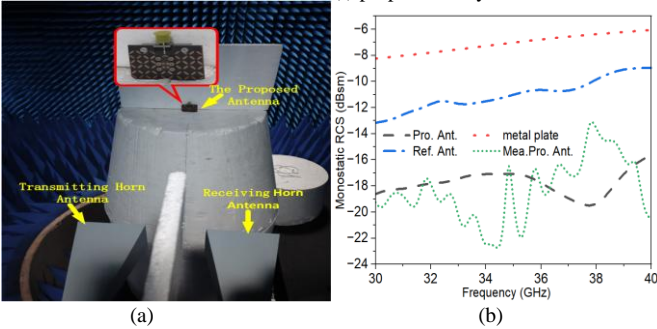 The Proposed
Antenna
Transmitting Horn
Antenna
Receiving Horn
Antenna
(a)
Monostatic RCS (dBsm)
-6
-8
-10
-12
-14
-16
-18
-20
-22
-24
Pro. Ant.
metal plate
Ref. Ant.
Mea.Pro. Ant.
30
32
34
36
38
40
Frequency (GHz)
(b)